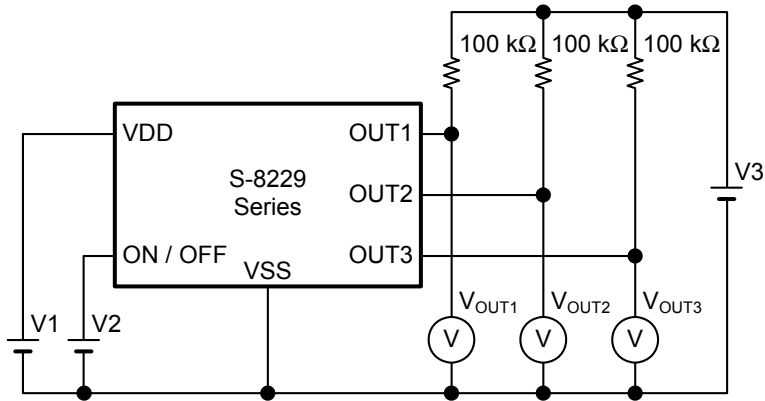 100 kΩ 100 kΩ 100 kΩ
VDD
OUT1
S-8229
Series
OUT2
V3
ON / OFF
VSS
OUT3
V1
V2
VOUT1
VOUT2
VOUT3
V
V
V